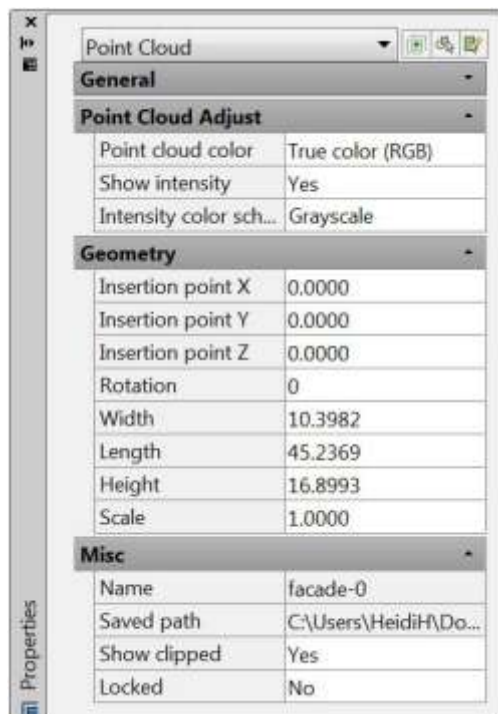 Point Cloud
General
Point Cloud Adjust
Point cloud color True color (RGB)
Show intensity Yes
Intensity color sch... Grayscale
Geometry
Insertion point X 0.0000
Insertion point Y 0.0000
Insertion point Z 0.0000
Rotation 0
Width 10.3982
Length 45.2369
Height 16.8993
Scale 1.0000
Misc
Name facade-0
Saved path C:\Users\HeidiH\Do...
Show clipped Yes
Locked No
Properties